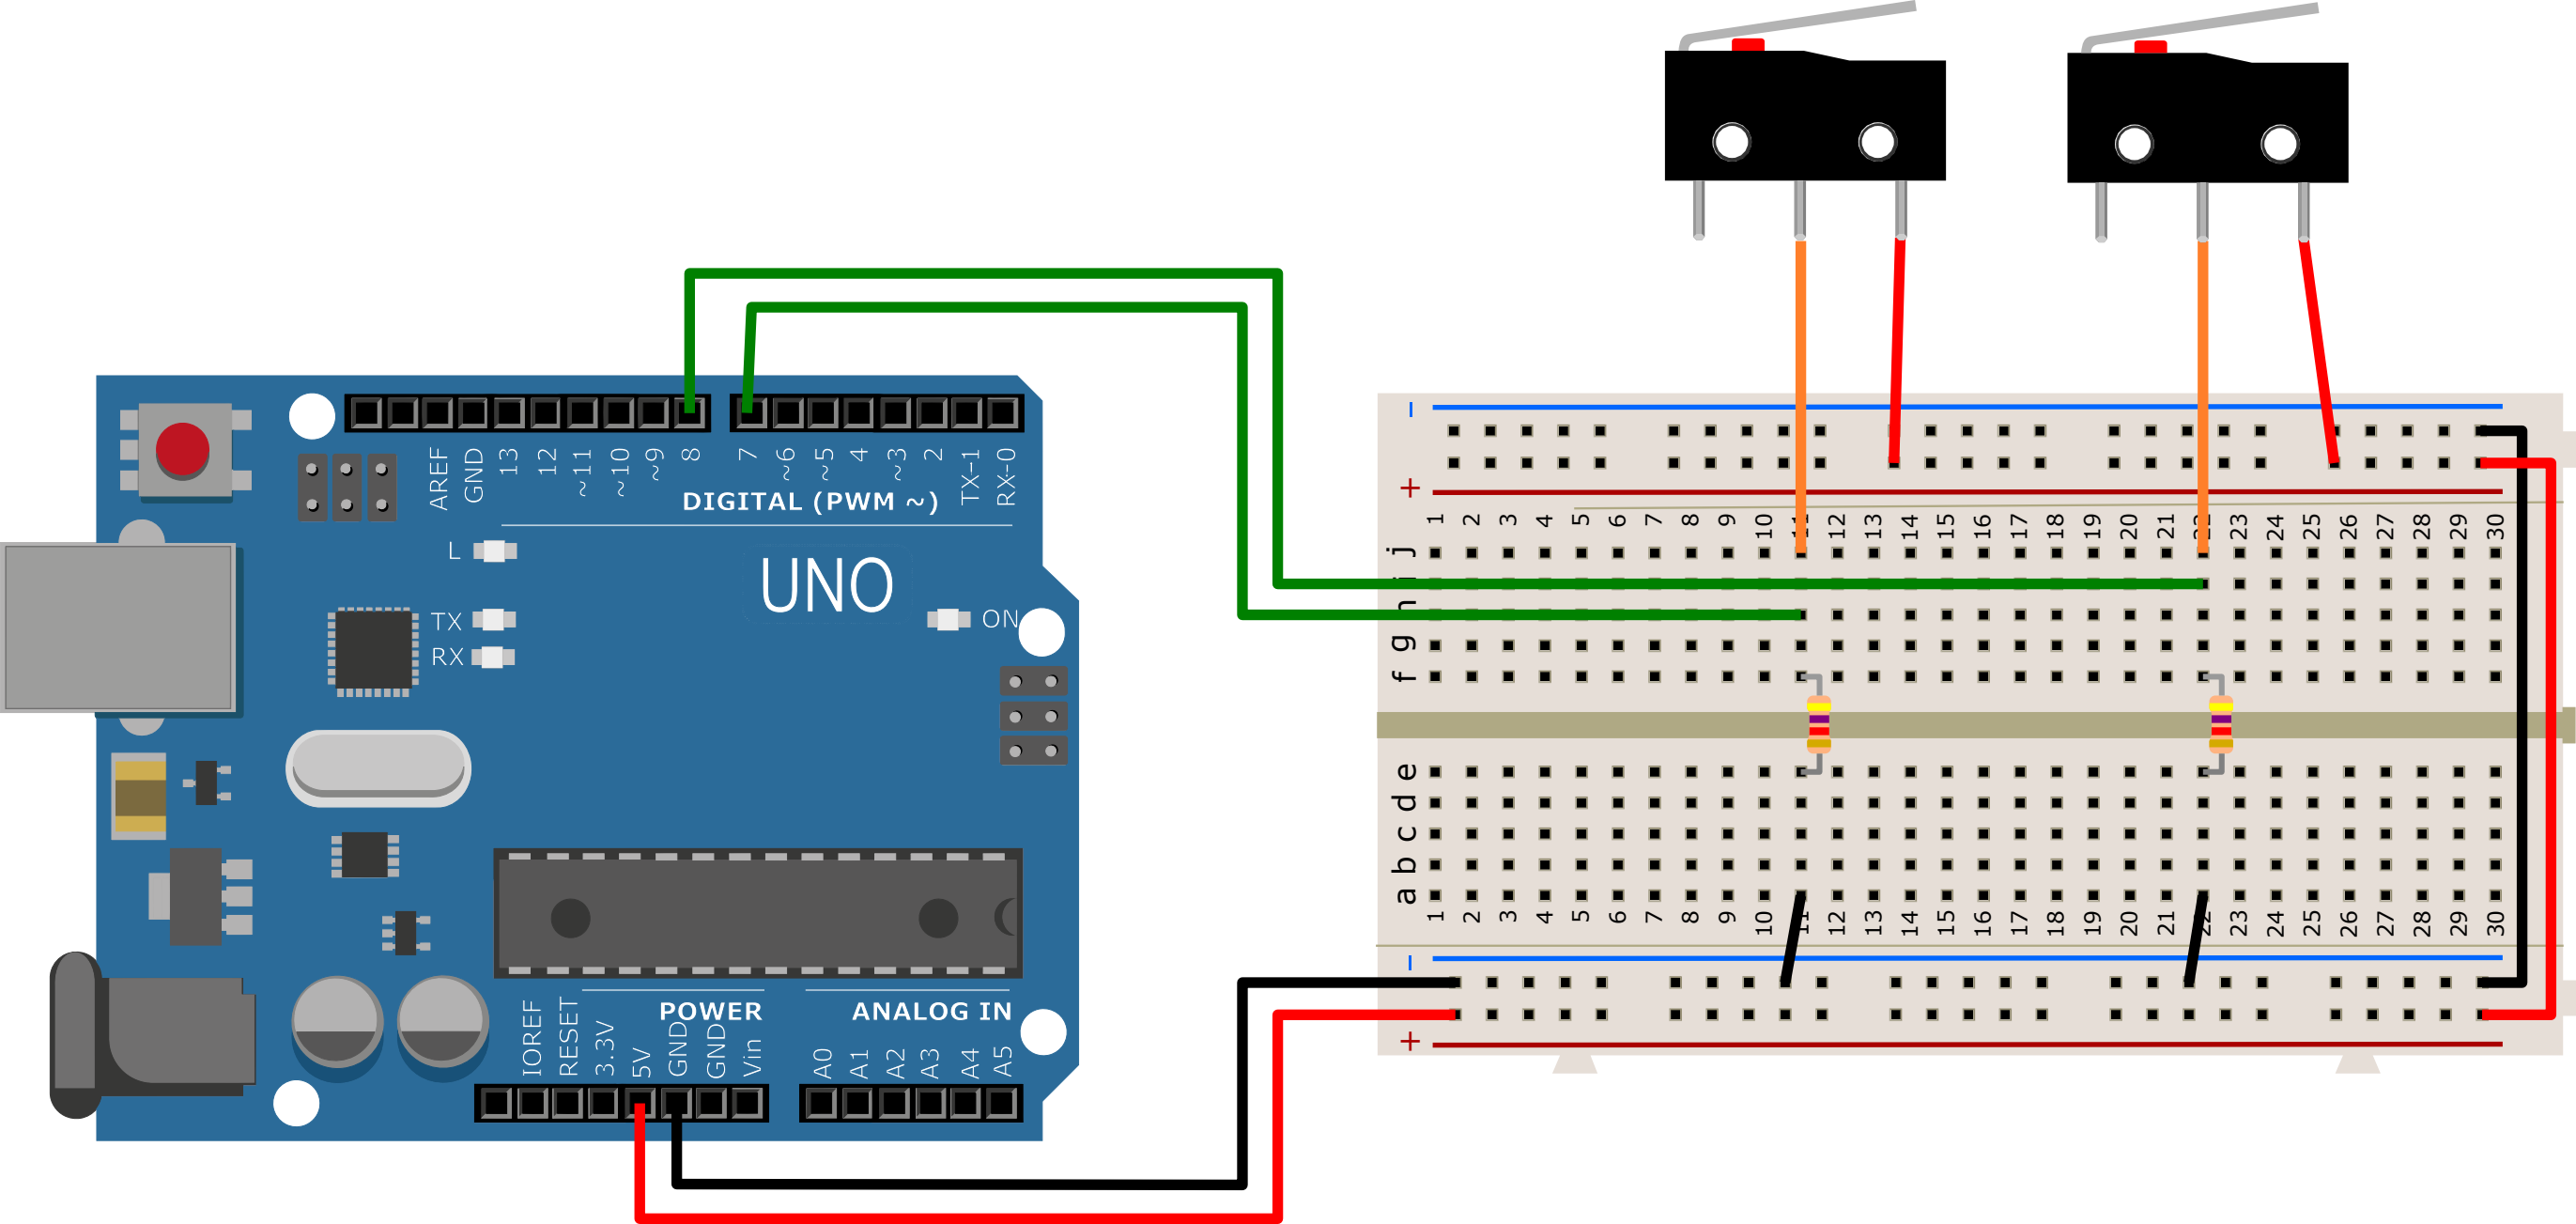 AREF GND 13 12 ~11 ~10 ~9 8 7 ~6 ~5 4 ~3 2 TX-1 RX-0
DIGITAL (PWM ~)
L
UNO
TX
ON
RX
POWER
ANALOG IN
IOREF RESET 3.3V 5V GND GND Vin A0 A1 A2 A3 A4 A5
-
+
1 2 3 4 5 6 7 8 9 10 11 12 13 14 15 16 17 18 19 20 21 22 23 24 25 26 27 28 29 30
j
i
h
g
f
e
d
c
b
a
1 2 3 4 5 6 7 8 9 10 11 12 13 14 15 16 17 18 19 20 21 22 23 24 25 26 27 28 29 30
-
+